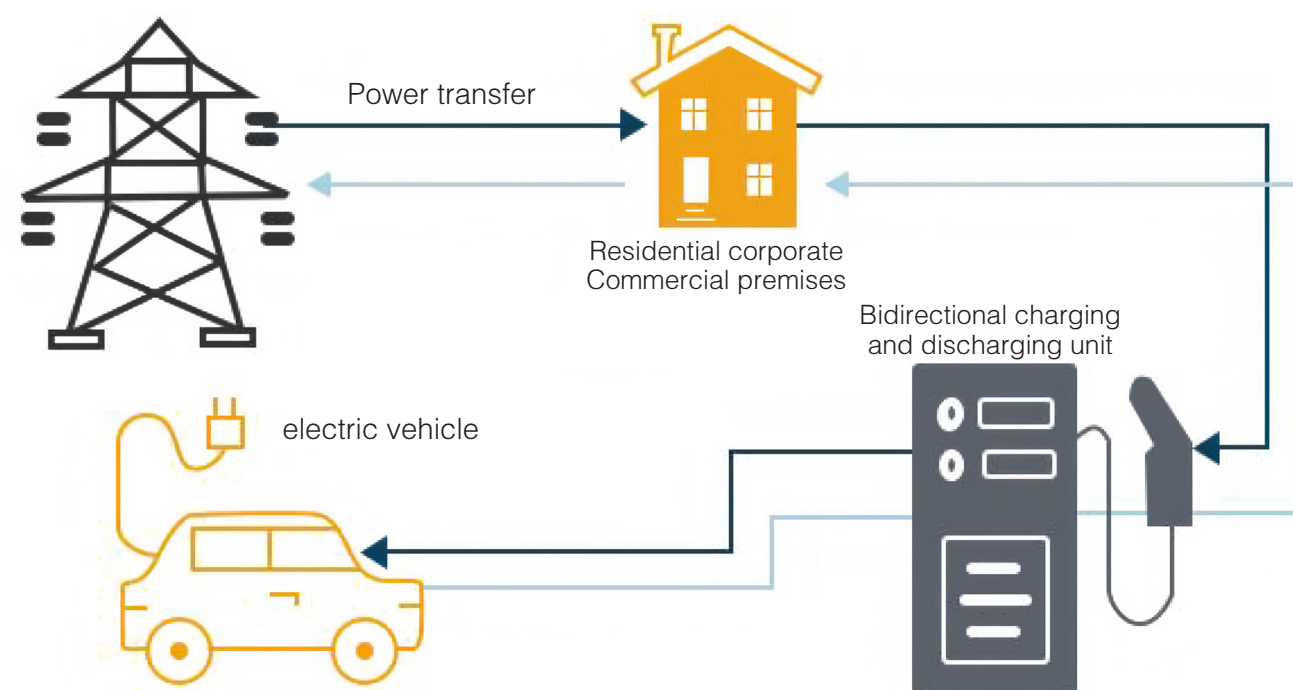 Power transfer
Residential corporate
Commercial premises
Bidirectional charging
and discharging unit
electric vehicle